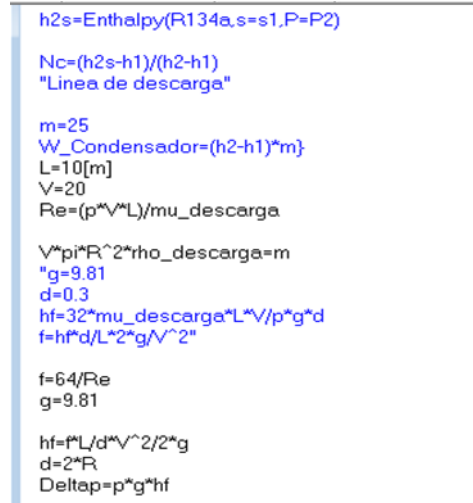 h2s=Enthalpy(R134a,s=s1,P=P2)
Nc=(h2s-h1)/(h2-h1)
"Linea de descarga"
m=25
W_Condensador=(h2-h1)*m}
L=10[m]
V=20
Re=(p*V*L)/mu_descarga
V*pi*R^2*rho_descarga=m
"g=9.81
d=0.3
hf=32*mu_descarga*L*V/p*g*d
f=hf*d/L*2*g/V^2"
f=64/Re
g=9.81
hf=f*L/d*V^2/2*g
d=2*R
Deltap=p*g*hf